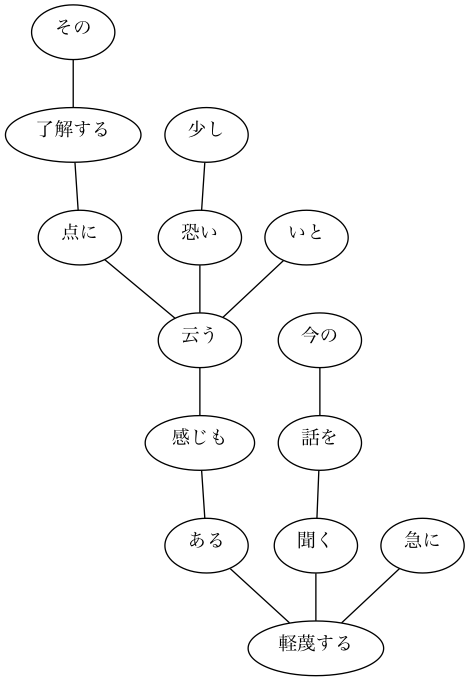 その
了解する
少し
点に
恐い
いと
云う
今の
感じも
話を
ある
聞く
急に
軽蔑する